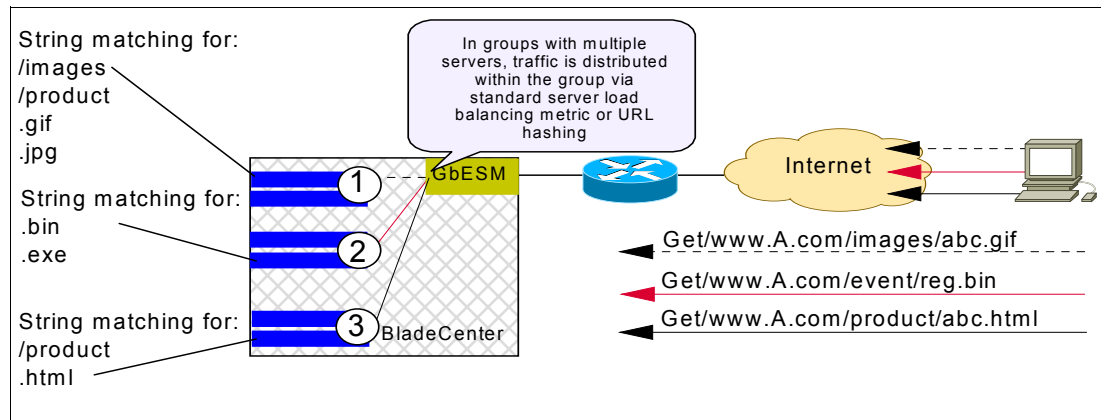 String matching for:
/images
/product
.gif
.jpg
String matching for:
.bin
.exe
String matching for:
/product
.html
In groups with multiple
servers, traffic is distributed
within the group via
standard server load
balancing metric or URL
hashing
GbESM
1
2
3
BladeCenter
Internet
Get/www.A.com/images/abc.gif
Get/www.A.com/event/reg.bin
Get/www.A.com/product/abc.html